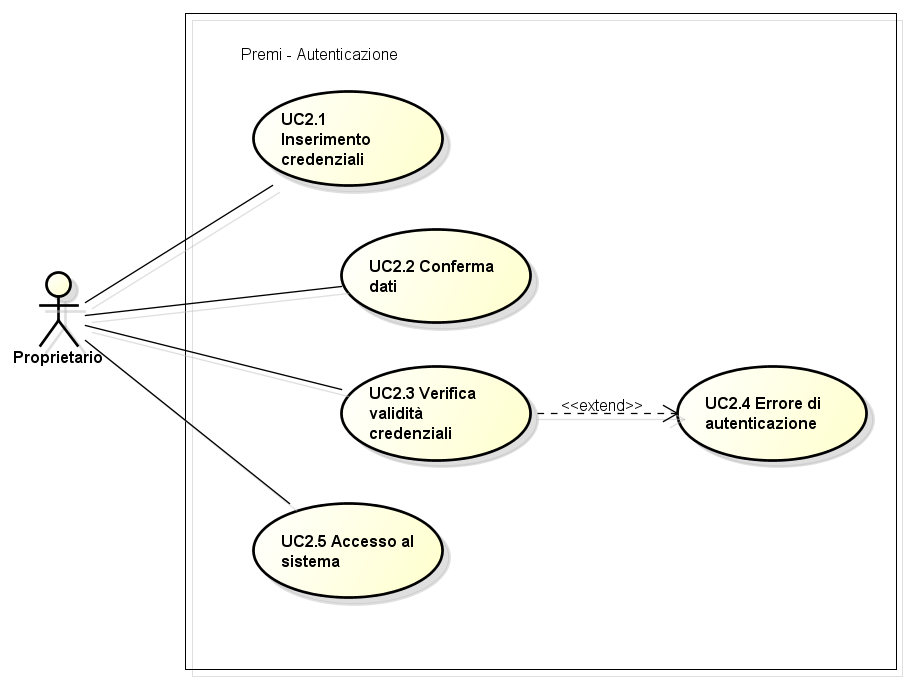 Premi - Autenticazione
UC2.1
Inserimento
credenziali
UC2.2 Conferma
dati
Proprietario
UC2.3 Verifica
validità
credenziali
<<extend>>
UC2.4 Errore di
autenticazione
UC2.5 Accesso al
sistema